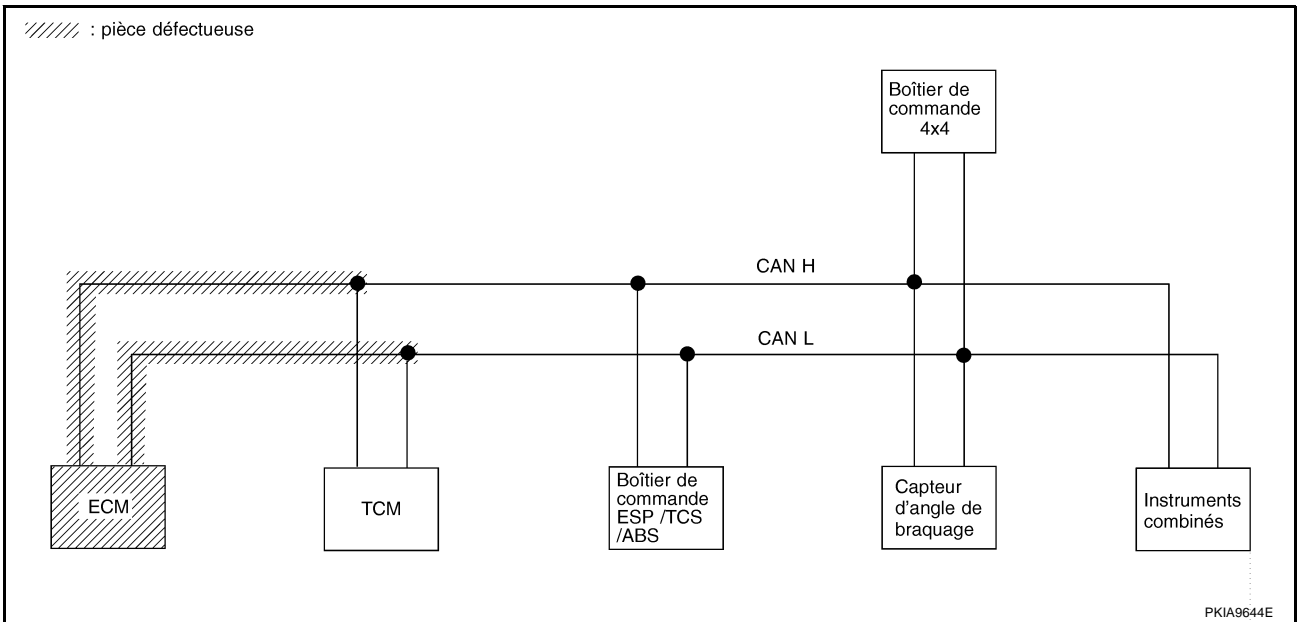 : pièce défectueuse
Boîtier de
commande
4x4
CAN H
CAN L
ECM
TCM
Boîtier de
commande
ESP /TCS
/ABS
Capteur
d'angle de
braquage
Instruments
combinés
PKIA9644E